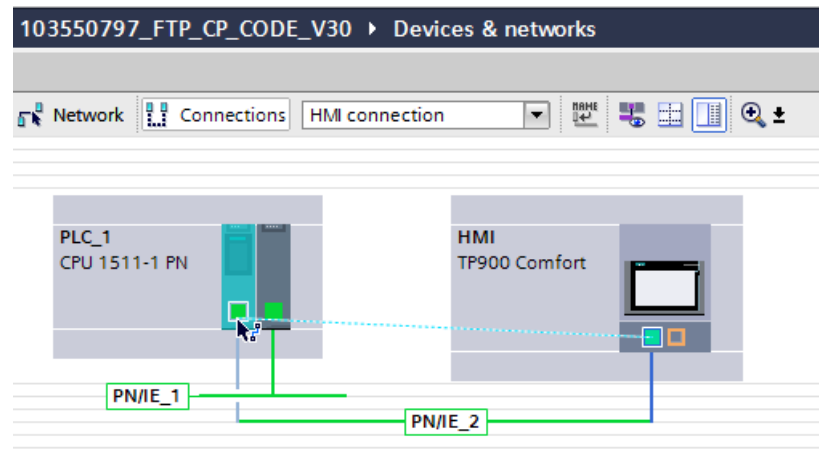 103550797_FTP_CP_CODE_V30 ▸ Devices & networks
Network Connections HMI connection NAME
PLC_1
CPU 1511-1 PN
HMI
TP900 Comfort
PN/IE_1
PN/IE_2